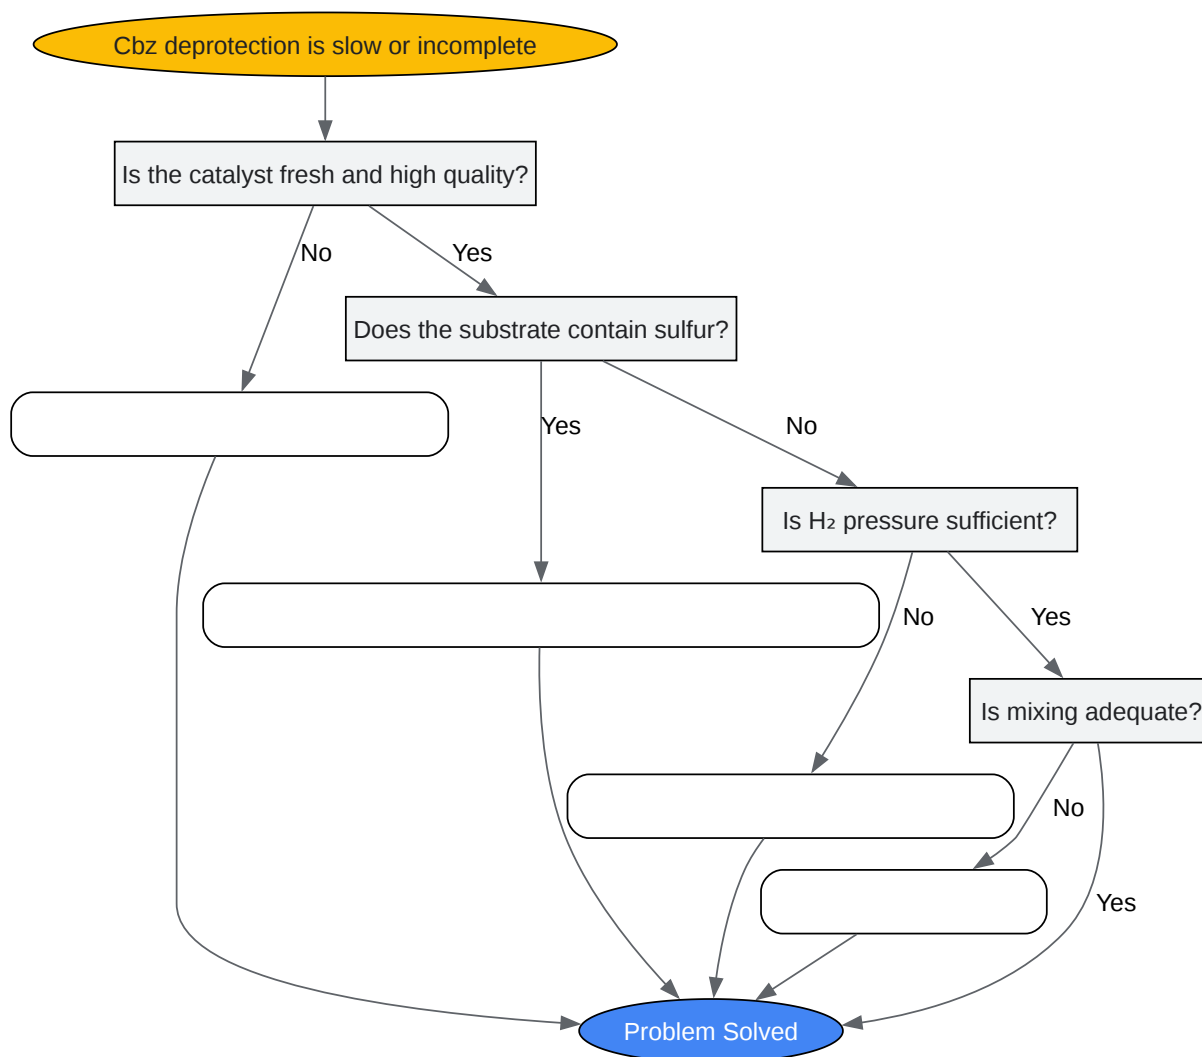 Cbz deprotection is slow or incomplete
Is the catalyst fresh and high quality?
No
Yes
Does the substrate contain sulfur?
Yes
No
Is H₂ pressure sufficient?
No
Yes
Is mixing adequate?
No
Yes
Problem Solved